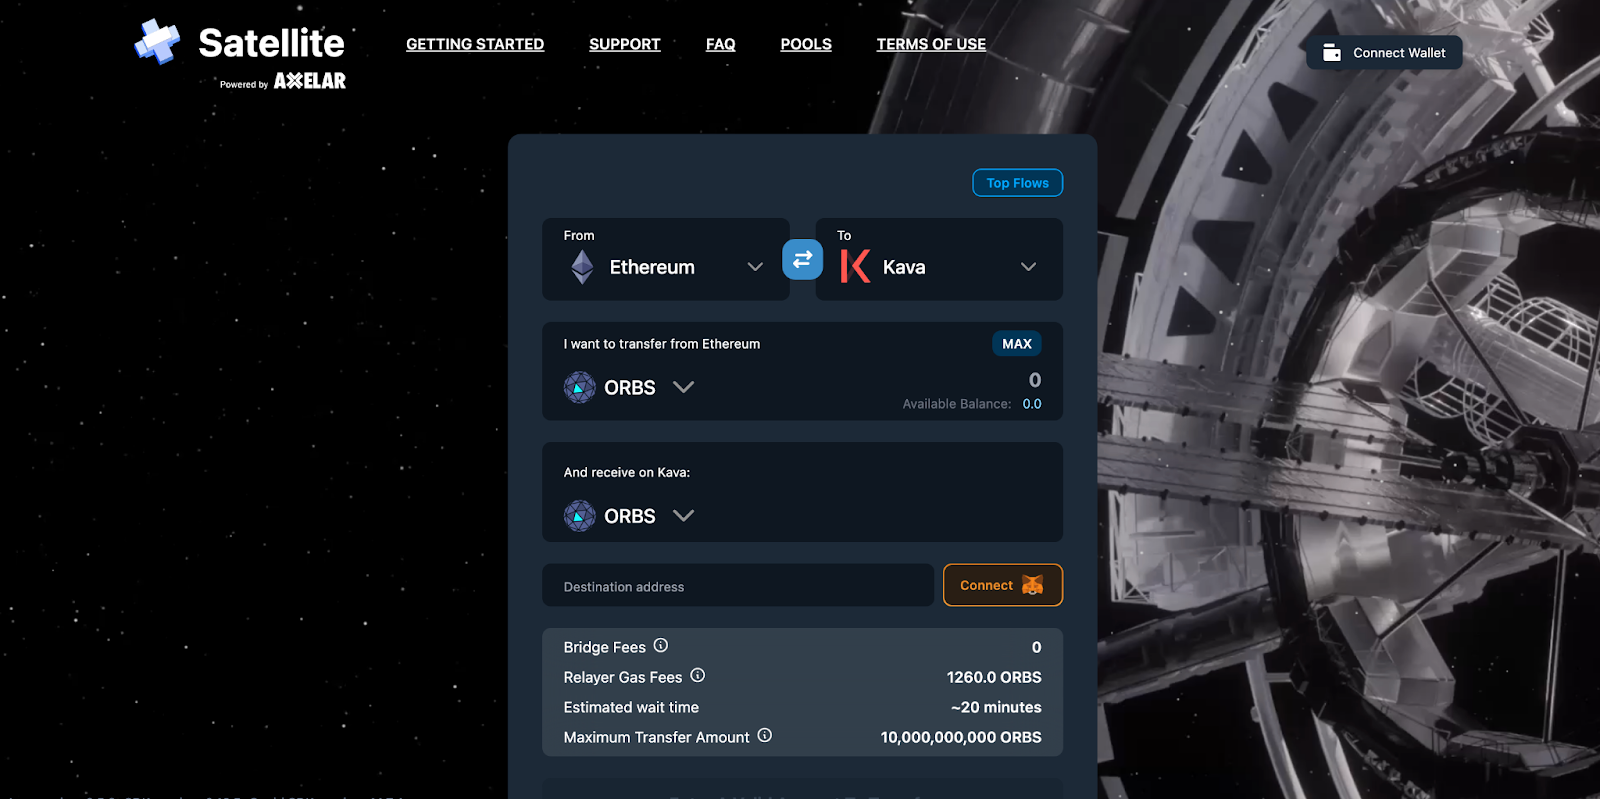 Satellite
Powered by AXELAR
GETTING STARTED
SUPPORT
FAQ
POOLS
TERMS OF USE
Connect Wallet
Top Flows
From
Ethereum
To
Kava
I want to transfer from Ethereum
MAX
ORBS
0
Available Balance: 0.0
And receive on Kava:
ORBS
Destination address
Connect
Bridge Fees 0
Relayer Gas Fees 1260.0 ORBS
Estimated wait time ~20 minutes
Maximum Transfer Amount 10,000,000,000 ORBS